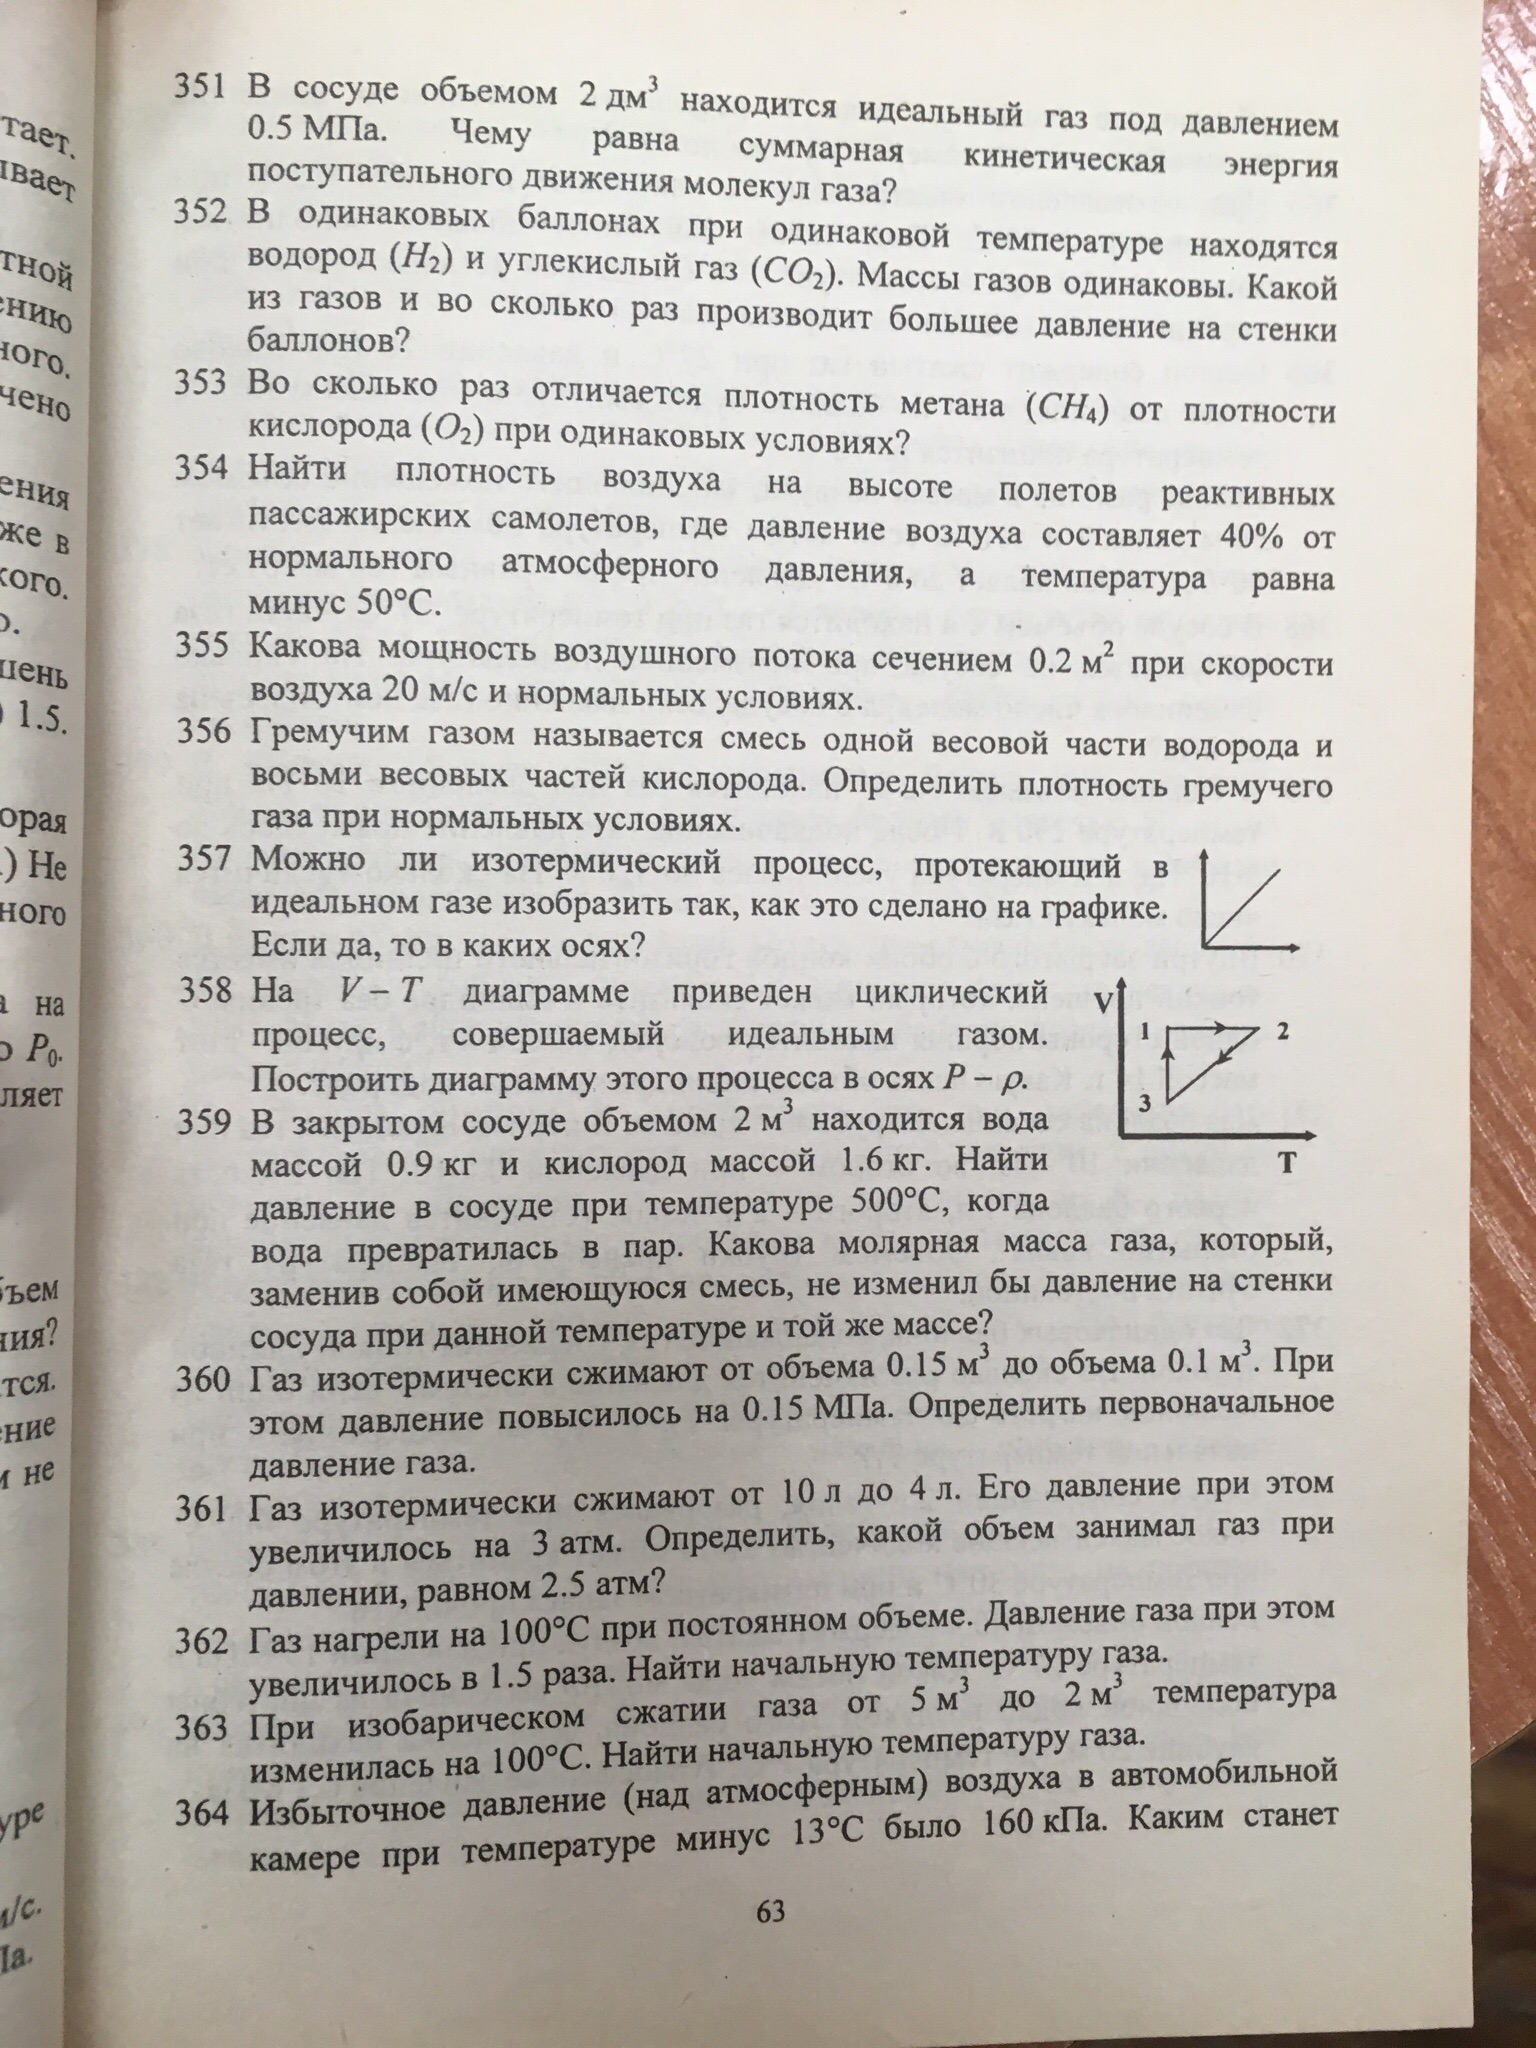 351 В сосуде объемом 2 дм³ находится идеальный газ под давлением
0.5 МПа. Чему равна суммарная кинетическая энергия
поступательного движения молекул газа?
352 В одинаковых баллонах при одинаковой температуре находятся
водород (H₂) и углекислый газ (CO₂). Массы газов одинаковы. Какой
из газов и во сколько раз производит большее давление на стенки
баллонов?
353 Во сколько раз отличается плотность метана (CH₄) от плотности
кислорода (O₂) при одинаковых условиях?
354 Найти плотность воздуха на высоте полетов реактивных
пассажирских самолетов, где давление воздуха составляет 40% от
нормального атмосферного давления, а температура равна
минус 50°C.
355 Какова мощность воздушного потока сечением 0.2 м² при скорости
воздуха 20 м/с и нормальных условиях.
356 Гремучим газом называется смесь одной весовой части водорода и
восьми весовых частей кислорода. Определить плотность гремучего
газа при нормальных условиях.
357 Можно ли изотермический процесс, протекающий в
идеальном газе изобразить так, как это сделано на графике.
Если да, то в каких осях?
358 На V – T диаграмме приведен циклический
процесс, совершаемый идеальным газом.
Построить диаграмму этого процесса в осях P – ρ.
V
1
2
3
T
359 В закрытом сосуде объемом 2 м³ находится вода
массой 0.9 кг и кислород массой 1.6 кг. Найти
давление в сосуде при температуре 500°C, когда
вода превратилась в пар. Какова молярная масса газа, который,
заменив собой имеющуюся смесь, не изменил бы давление на стенки
сосуда при данной температуре и той же массе?
360 Газ изотермически сжимают от объема 0.15 м³ до объема 0.1 м³. При
этом давление повысилось на 0.15 МПа. Определить первоначальное
давление газа.
361 Газ изотермически сжимают от 10 л до 4 л. Его давление при этом
увеличилось на 3 атм. Определить, какой объем занимал газ при
давлении, равном 2.5 атм?
362 Газ нагрели на 100°C при постоянном объеме. Давление газа при этом
увеличилось в 1.5 раза. Найти начальную температуру газа.
363 При изобарическом сжатии газа от 5 м³ до 2 м³ температура
изменилась на 100°C. Найти начальную температуру газа.
364 Избыточное давление (над атмосферным) воздуха в автомобильной
камере при температуре минус 13°C было 160 кПа. Каким станет
63